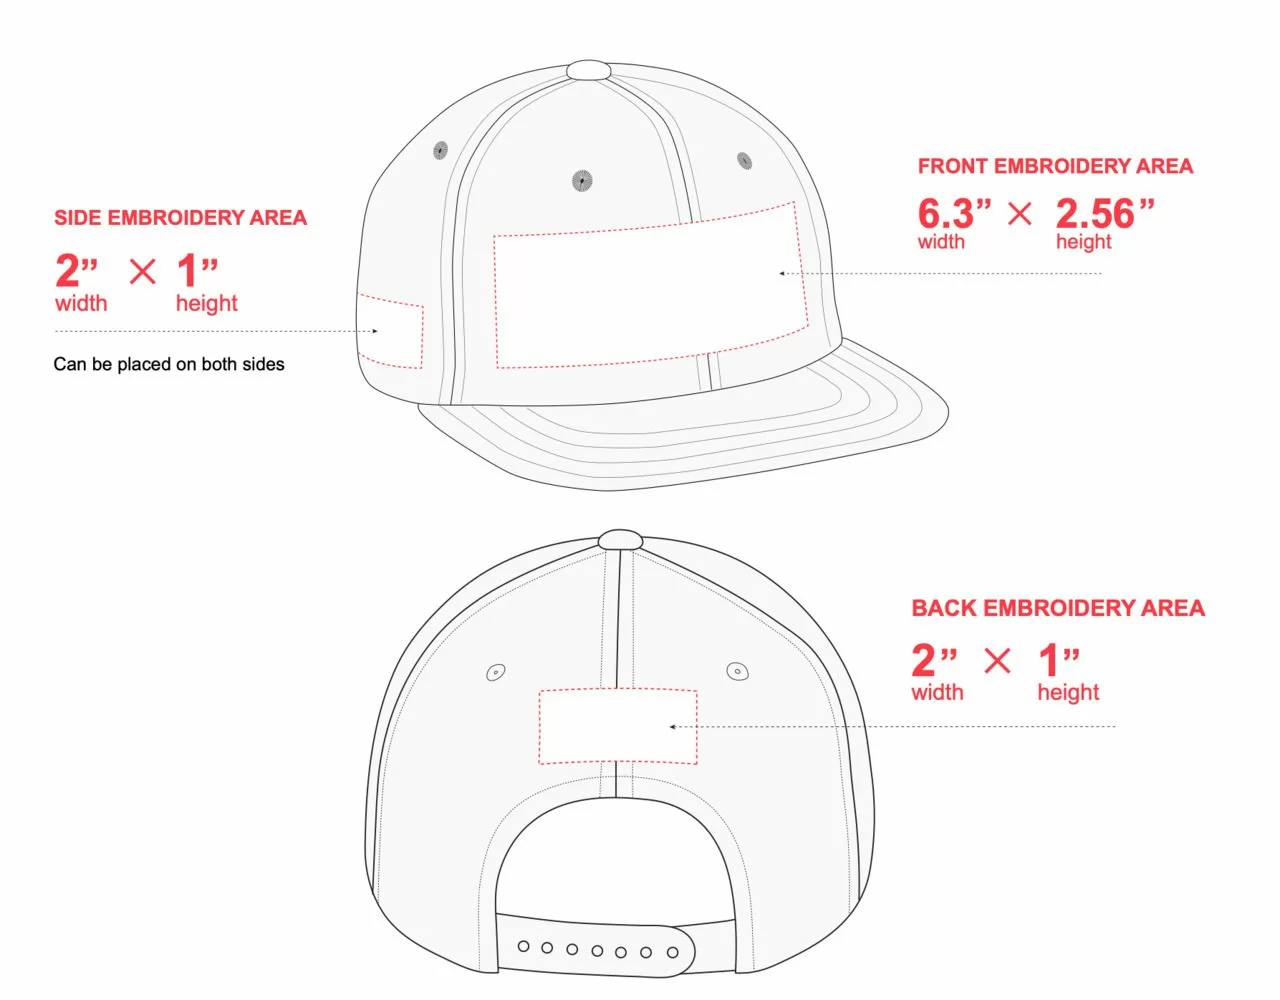 FRONT EMBROIDERY AREA
6.3” × 2.56”
width height
SIDE EMBROIDERY AREA
2” × 1”
width height
Can be placed on both sides
BACK EMBROIDERY AREA
2” × 1”
width height